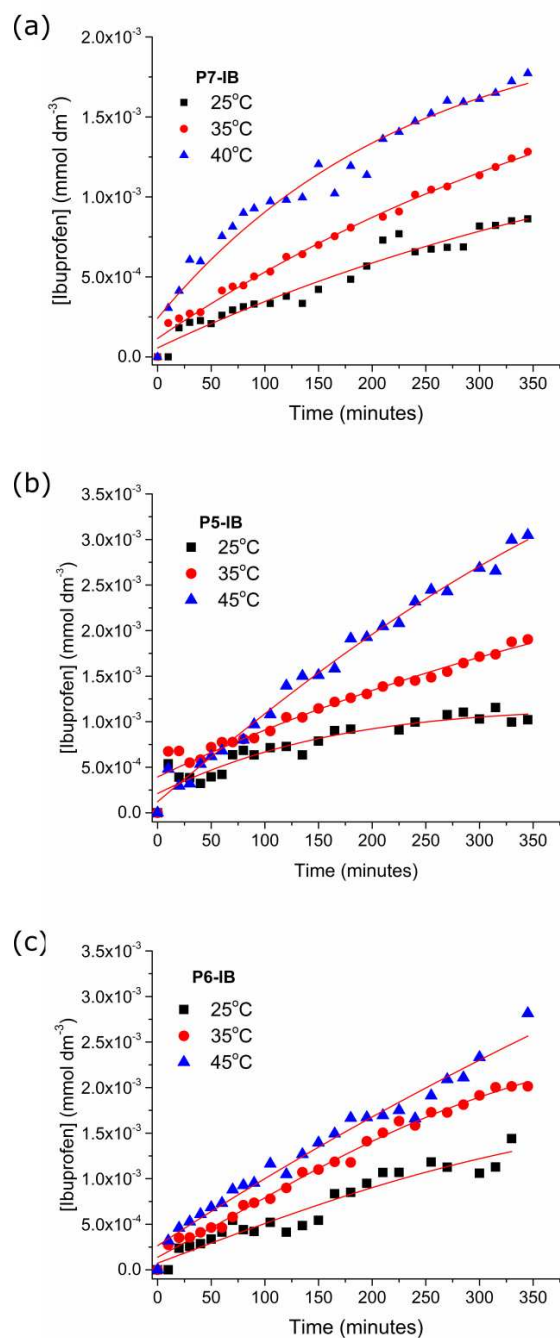 (a)
2.0x10⁻³
1.5x10⁻³
1.0x10⁻³
5.0x10⁻⁴
0.0
[Ibuprofen] (mmol dm⁻³)
P7-IB
25°C
35°C
40°C
0 50 100 150 200 250 300 350
Time (minutes)
(b)
3.5x10⁻³
3.0x10⁻³
2.5x10⁻³
2.0x10⁻³
1.5x10⁻³
1.0x10⁻³
5.0x10⁻⁴
0.0
[Ibuprofen] (mmol dm⁻³)
P5-IB
25°C
35°C
45°C
0 50 100 150 200 250 300 350
Time (minutes)
(c)
3.5x10⁻³
3.0x10⁻³
2.5x10⁻³
2.0x10⁻³
1.5x10⁻³
1.0x10⁻³
5.0x10⁻⁴
0.0
[Ibuprofen] (mmol dm⁻³)
P6-IB
25°C
35°C
45°C
0 50 100 150 200 250 300 350
Time (minutes)